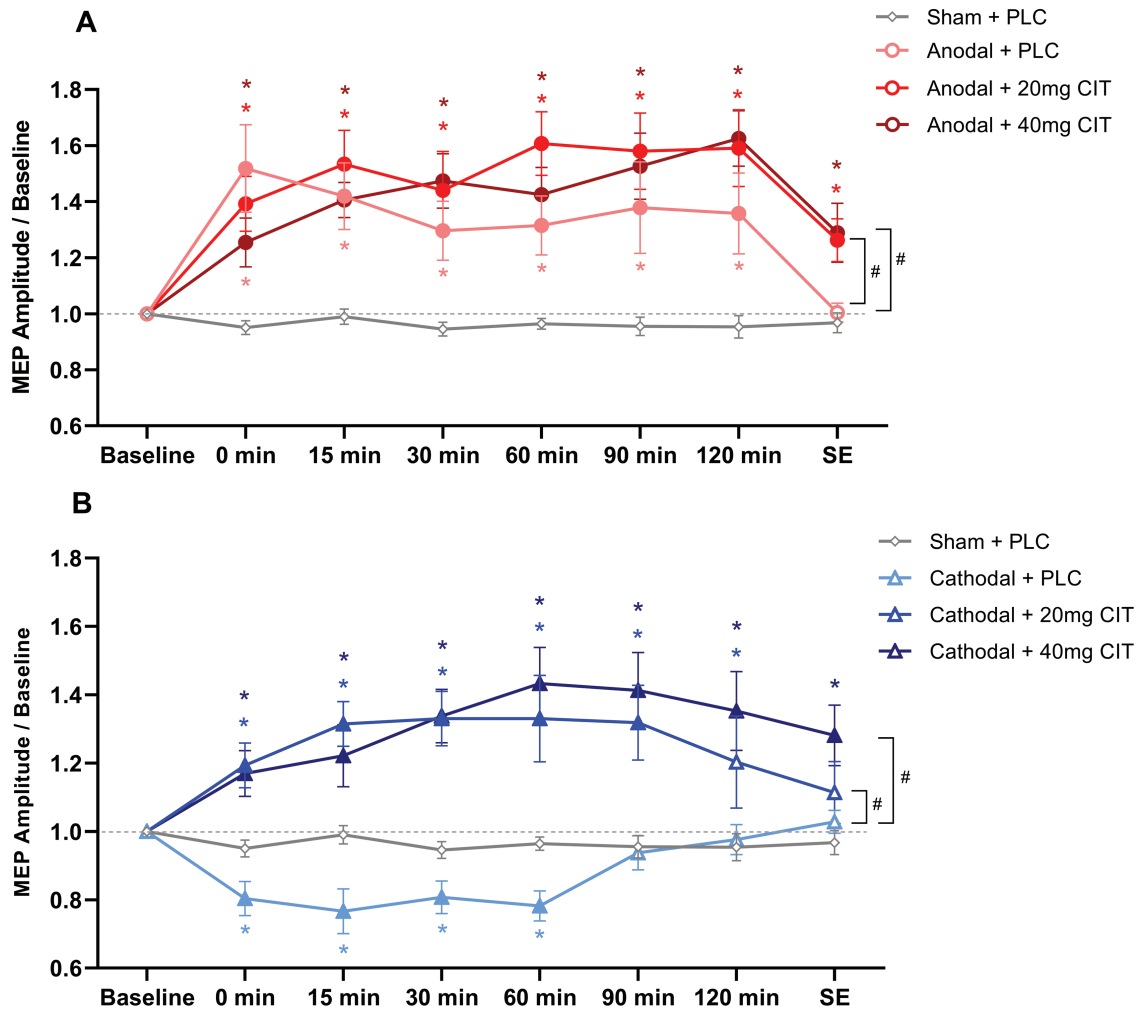 A
Sham + PLC
Anodal + PLC
Anodal + 20mg CIT
Anodal + 40mg CIT
MEP Amplitude / Baseline
1.8
1.6
1.4
1.2
1.0
0.8
0.6
* * * * * * *
* * * * * * *
* * * * * *
# #
Baseline 0 min 15 min 30 min 60 min 90 min 120 min SE
B
Sham + PLC
Cathodal + PLC
Cathodal + 20mg CIT
Cathodal + 40mg CIT
MEP Amplitude / Baseline
1.8
1.6
1.4
1.2
1.0
0.8
0.6
* * * * * * *
* * * * * *
* * * *
# #
Baseline 0 min 15 min 30 min 60 min 90 min 120 min SE